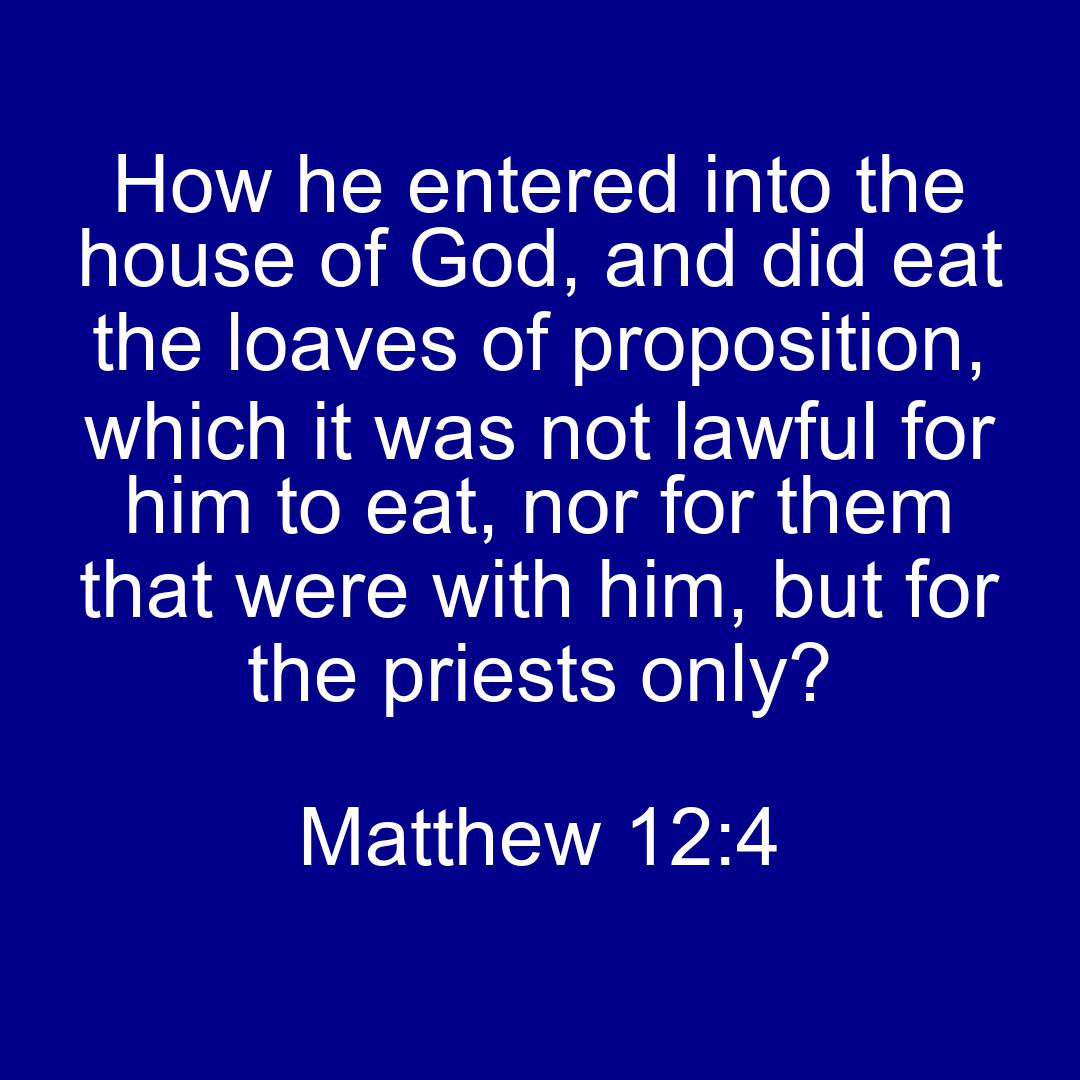 How he entered into the
house of God, and did eat
the loaves of proposition,
which it was not lawful for
him to eat, nor for them
that were with him, but for
the priests only?
Matthew 12:4